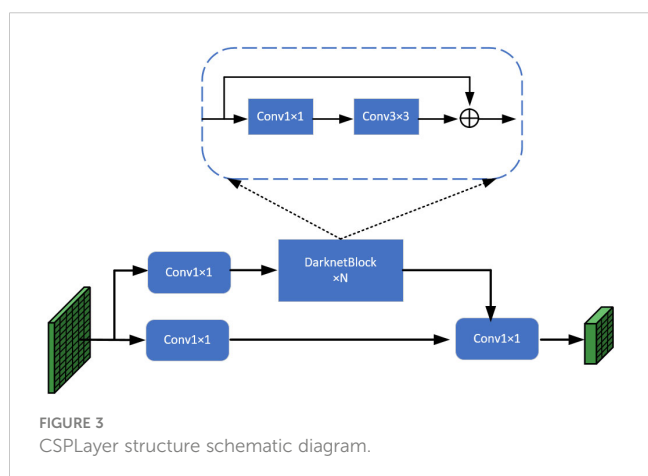 Conv1×1
Conv3×3
Conv1×1
DarknetBlock
×N
Conv1×1
Conv1×1
FIGURE 3
CSPLayer structure schematic diagram.